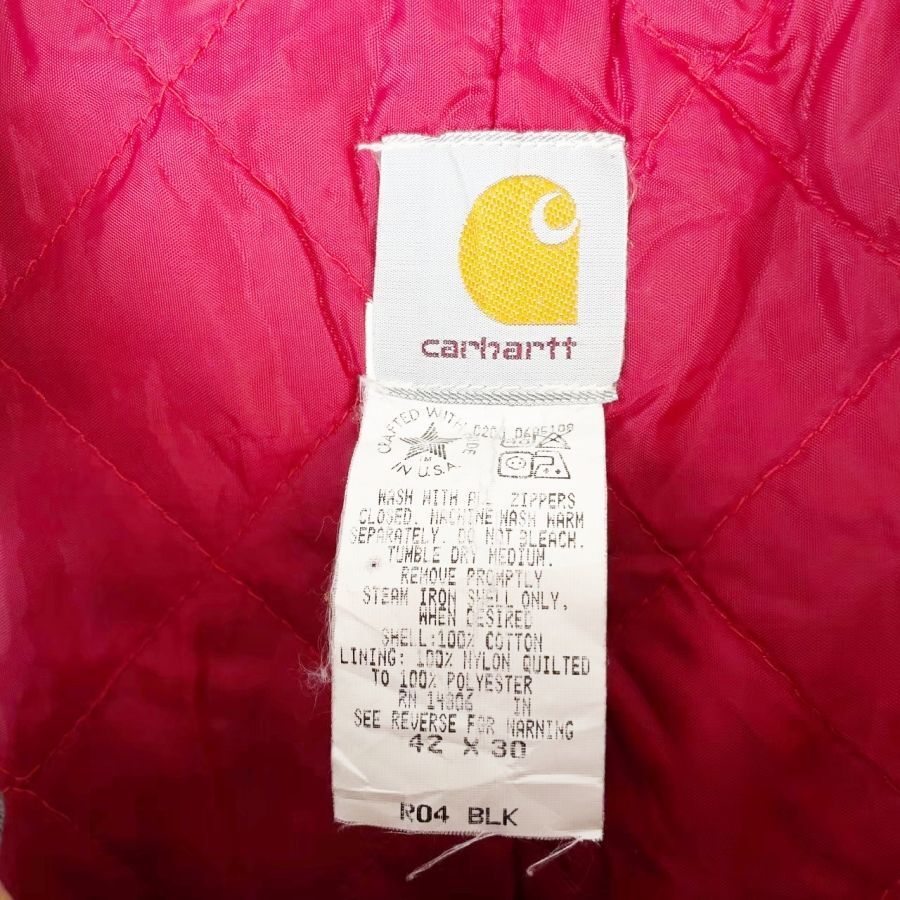 carhartt
CRAFTED WITH PRIDE
IN U.S.A.
TM
WASH WITH ALL ZIPPERS
CLOSED. MACHINE WASH WARM
SEPARATELY. DO NOT BLEACH.
TUMBLE DRY MEDIUM.
REMOVE PROMPTLY
STEAM IRON SHELL ONLY,
WHEN DESIRED
SHELL:100% COTTON
LINING: 100% NYLON QUILTED
TO 100% POLYESTER
RN 14806 IN
SEE REVERSE FOR WARNING
42 X 30
R04 BLK